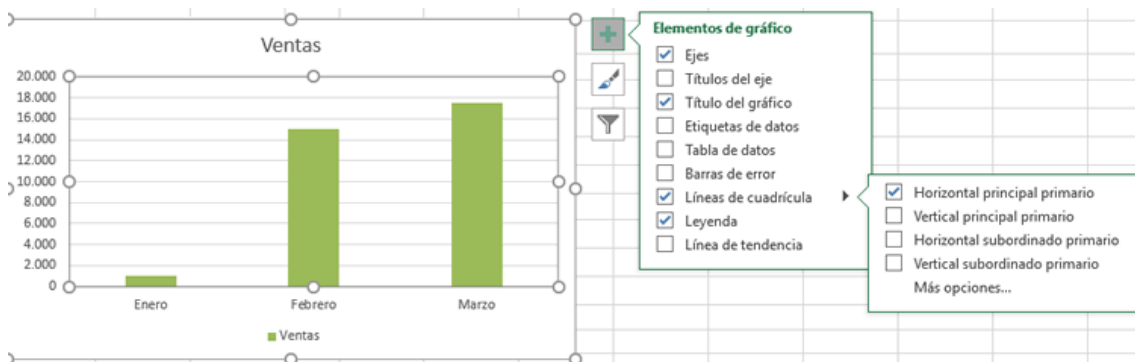 Ventas
20.000
18.000
16.000
14.000
12.000
10.000
8.000
6.000
4.000
2.000
0
Enero Febrero Marzo
Ventas
Elementos de gráfico
Ejes
Títulos del eje
Título del gráfico
Etiquetas de datos
Tabla de datos
Barras de error
Líneas de cuadrícula
Leyenda
Línea de tendencia
Horizontal principal primario
Vertical principal primario
Horizontal subordinado primario
Vertical subordinado primario
Más opciones...